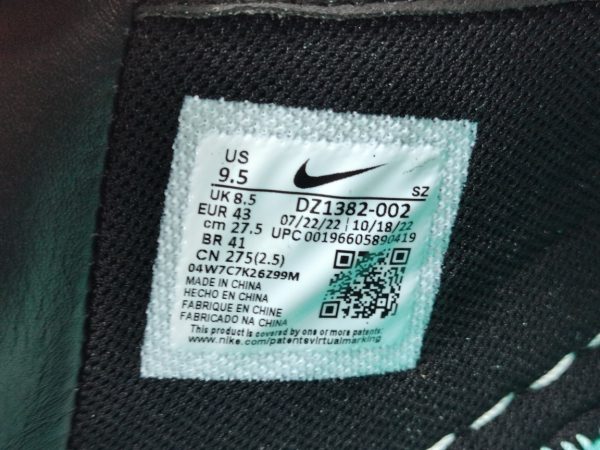 US
9.5
SZ
UK 8.5
DZ1382-002
EUR 43
07/22/22 | 10/18/22
cm 27.5
UPC 00196605890419
BR 41
CN 275(2.5)
04W7C7K26Z99M
MADE IN CHINA
HECHO EN CHINA
FABRIQUE EN CHINE
FABRICADO NA CHINA
This product is covered by one or more patents:
www.nike.com/patentsvirtualmarking